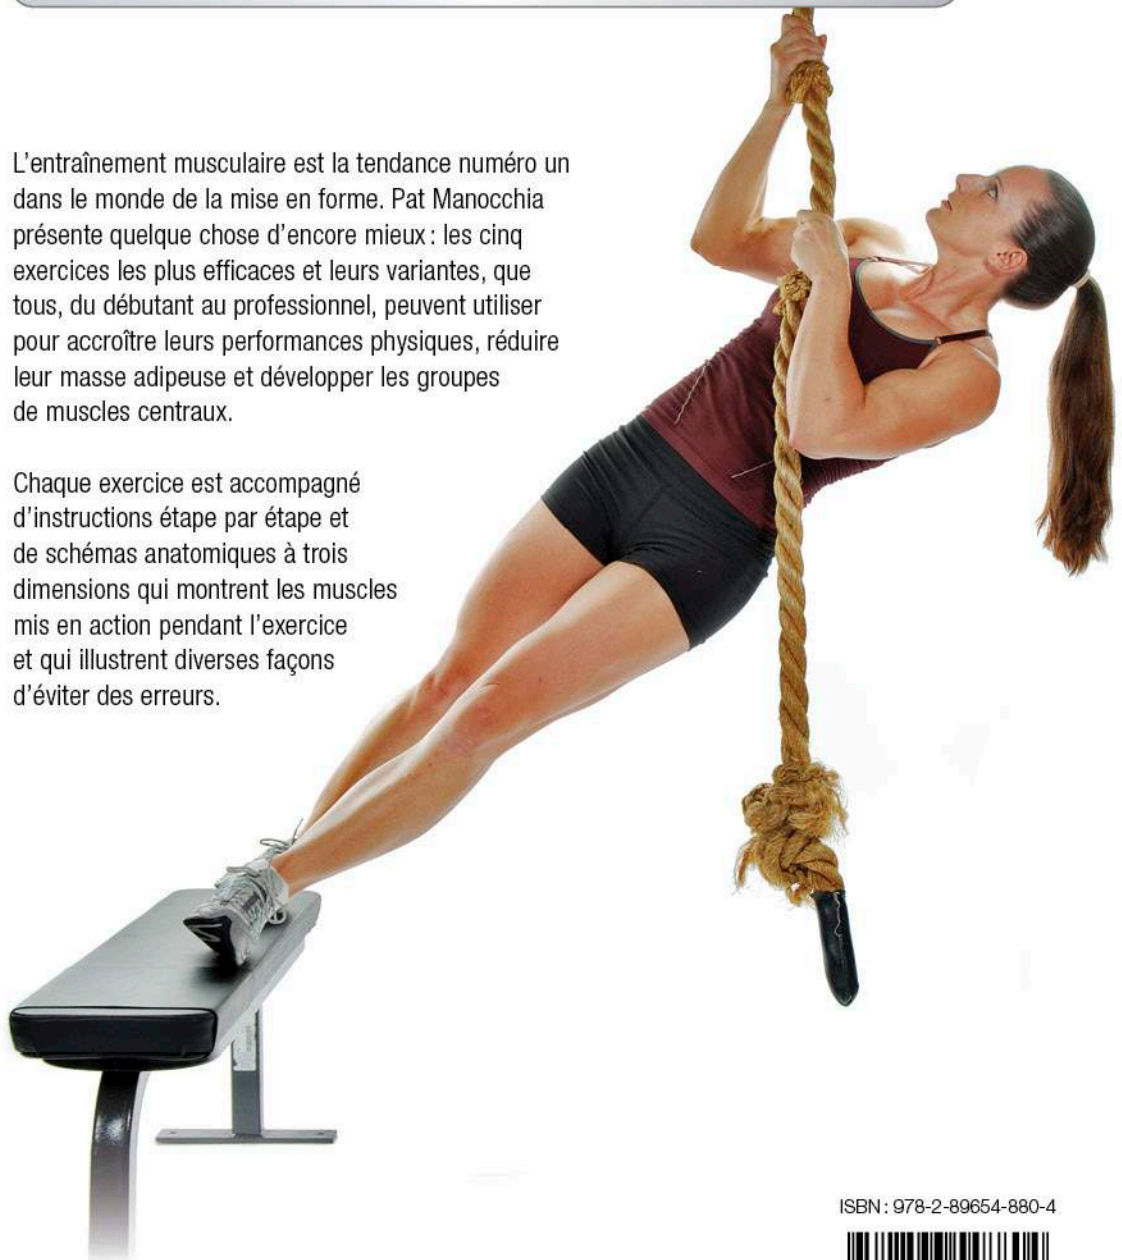 L'entraînement musculaire est la tendance numéro un
dans le monde de la mise en forme. Pat Manocchia
présente quelque chose d'encore mieux : les cinq
exercices les plus efficaces et leurs variantes, que
tous, du débutant au professionnel, peuvent utiliser
pour accroître leurs performances physiques, réduire
leur masse adipeuse et développer les groupes
de muscles centraux.
Chaque exercice est accompagné
d'instructions étape par étape et
de schémas anatomiques à trois
dimensions qui montrent les muscles
mis en action pendant l'exercice
et qui illustrent diverses façons
d'éviter des erreurs.
ISBN : 978-2-89654-880-4